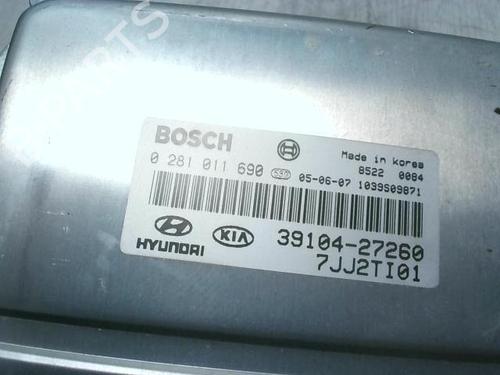 PARTS
BOSCH
Made in korea
0 281 011 690 8522 0084
05-06-07 1039S09871
HYUNDAI KIA 39104-27260
7JJ2TI01